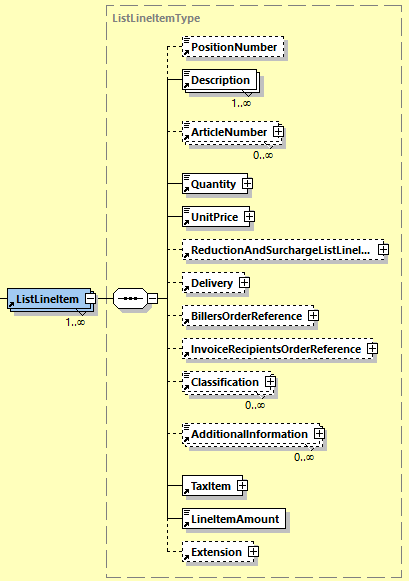 ListLineItemType
PositionNumber
Description
1..∞
ArticleNumber
0..∞
Quantity
UnitPrice
ReductionAndSurchargeListLineI...
Delivery
ListLineItem
1..∞
BillersOrderReference
InvoiceRecipientsOrderReference
Classification
0..∞
AdditionalInformation
0..∞
TaxItem
LineItemAmount
Extension